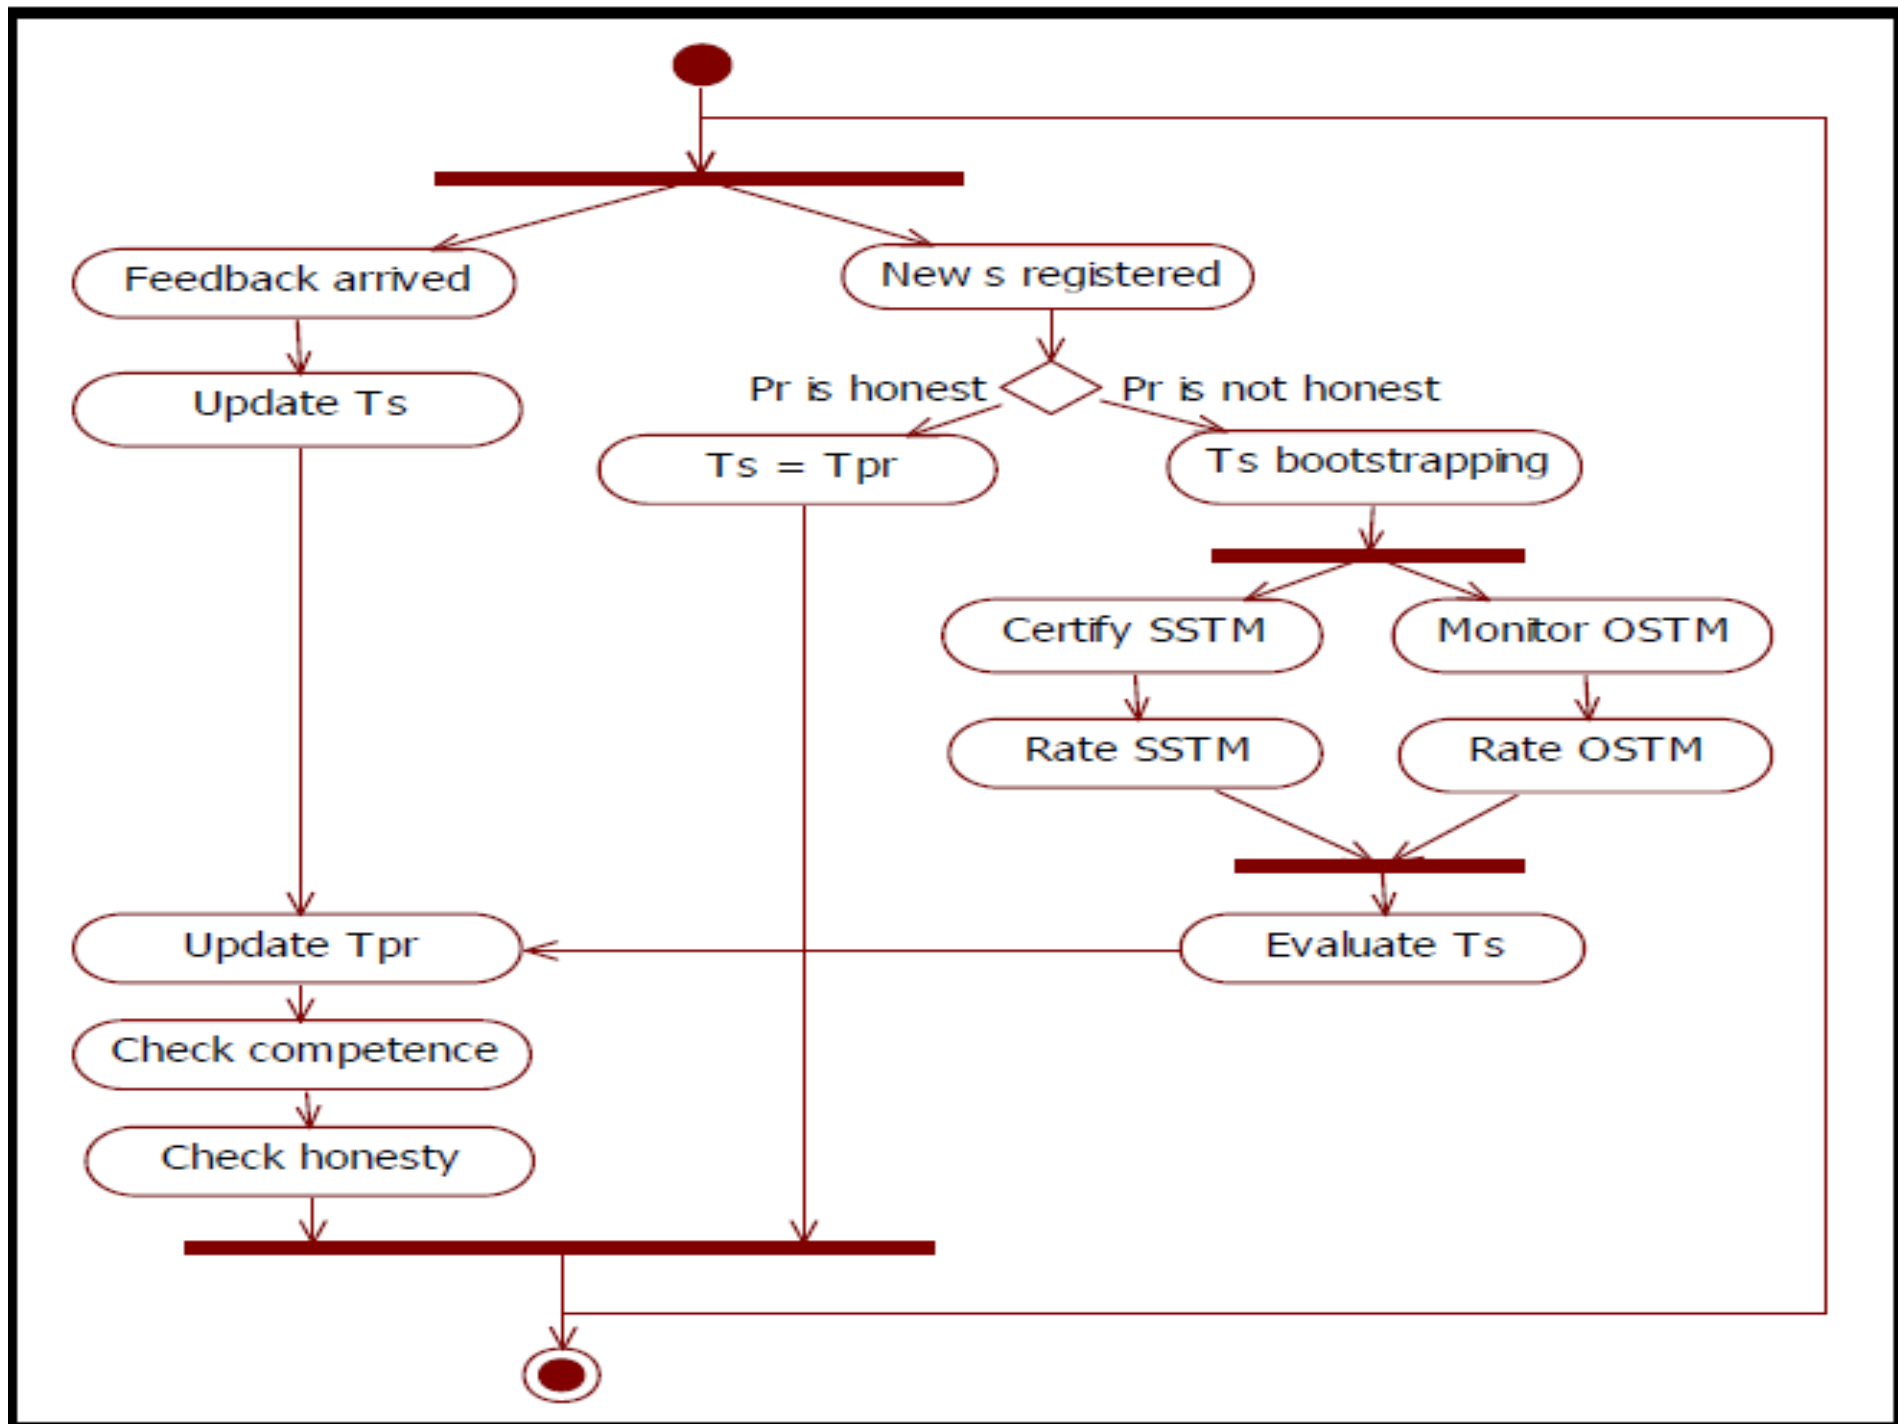 Feedback arrived
New s registered
Update Ts
Pr is honest
Pr is not honest
Ts = Tpr
Ts bootstrapping
Certify SSTM
Monitor OSTM
Rate SSTM
Rate OSTM
Update Tpr
Evaluate Ts
Check competence
Check honesty